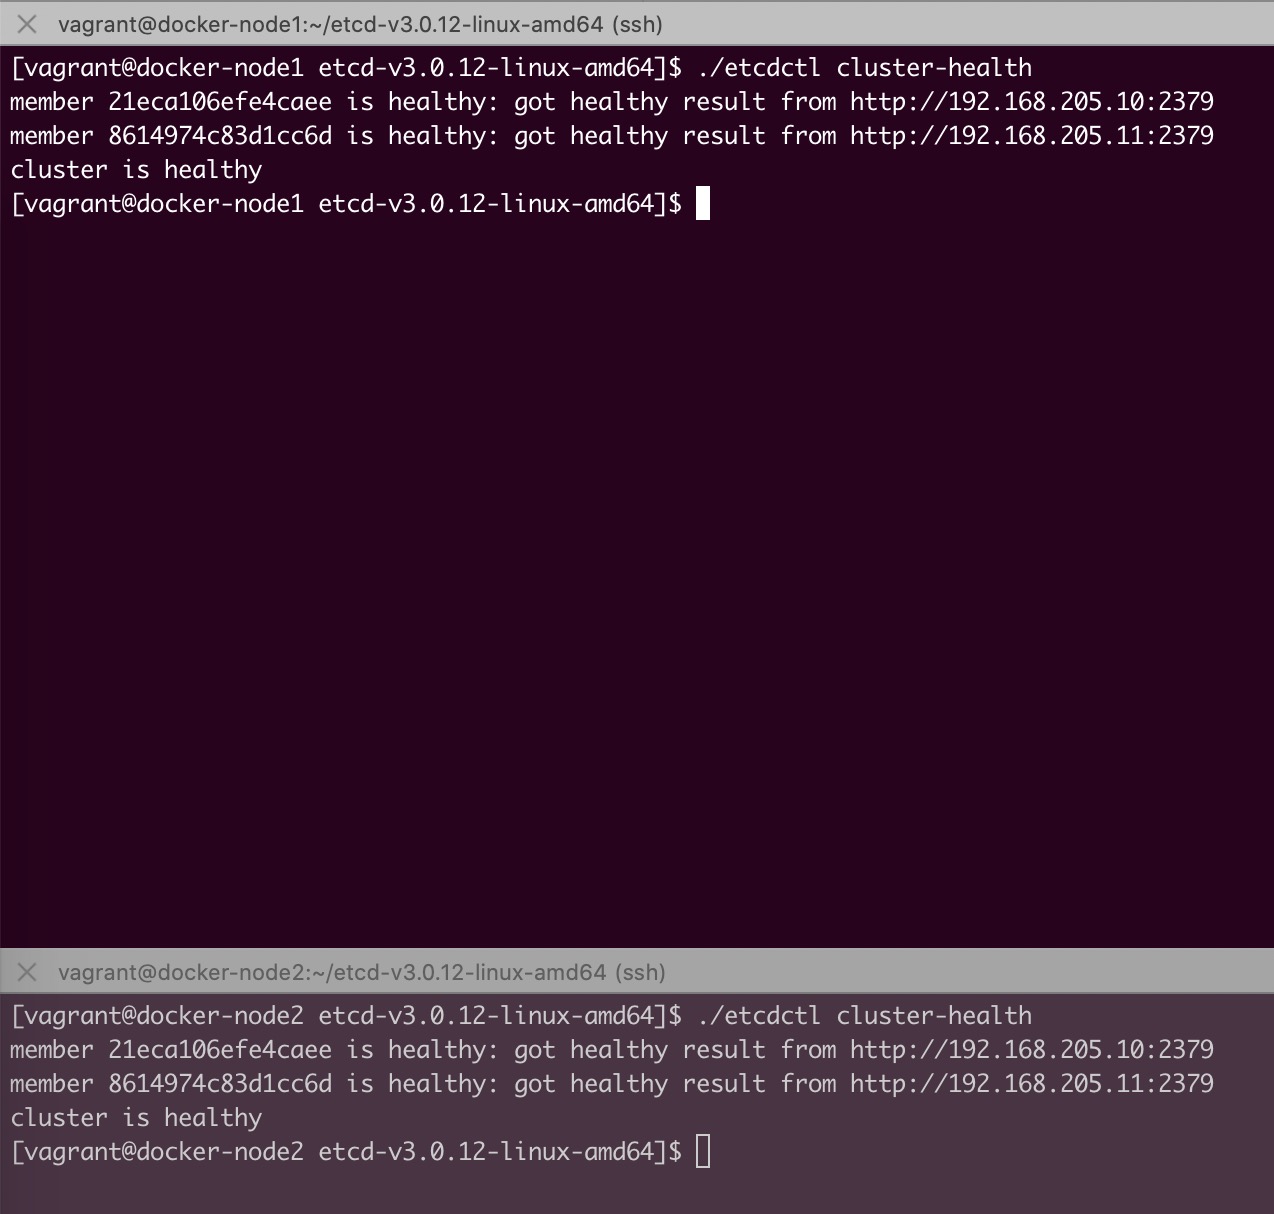 vagrant@docker-node1:~/etcd-v3.0.12-linux-amd64 (ssh)
[vagrant@docker-node1 etcd-v3.0.12-linux-amd64]$ ./etcdctl cluster-health
member 21eca106efe4caee is healthy: got healthy result from http://192.168.205.10:2379
member 8614974c83d1cc6d is healthy: got healthy result from http://192.168.205.11:2379
cluster is healthy
[vagrant@docker-node1 etcd-v3.0.12-linux-amd64]$
vagrant@docker-node2:~/etcd-v3.0.12-linux-amd64 (ssh)
[vagrant@docker-node2 etcd-v3.0.12-linux-amd64]$ ./etcdctl cluster-health
member 21eca106efe4caee is healthy: got healthy result from http://192.168.205.10:2379
member 8614974c83d1cc6d is healthy: got healthy result from http://192.168.205.11:2379
cluster is healthy
[vagrant@docker-node2 etcd-v3.0.12-linux-amd64]$